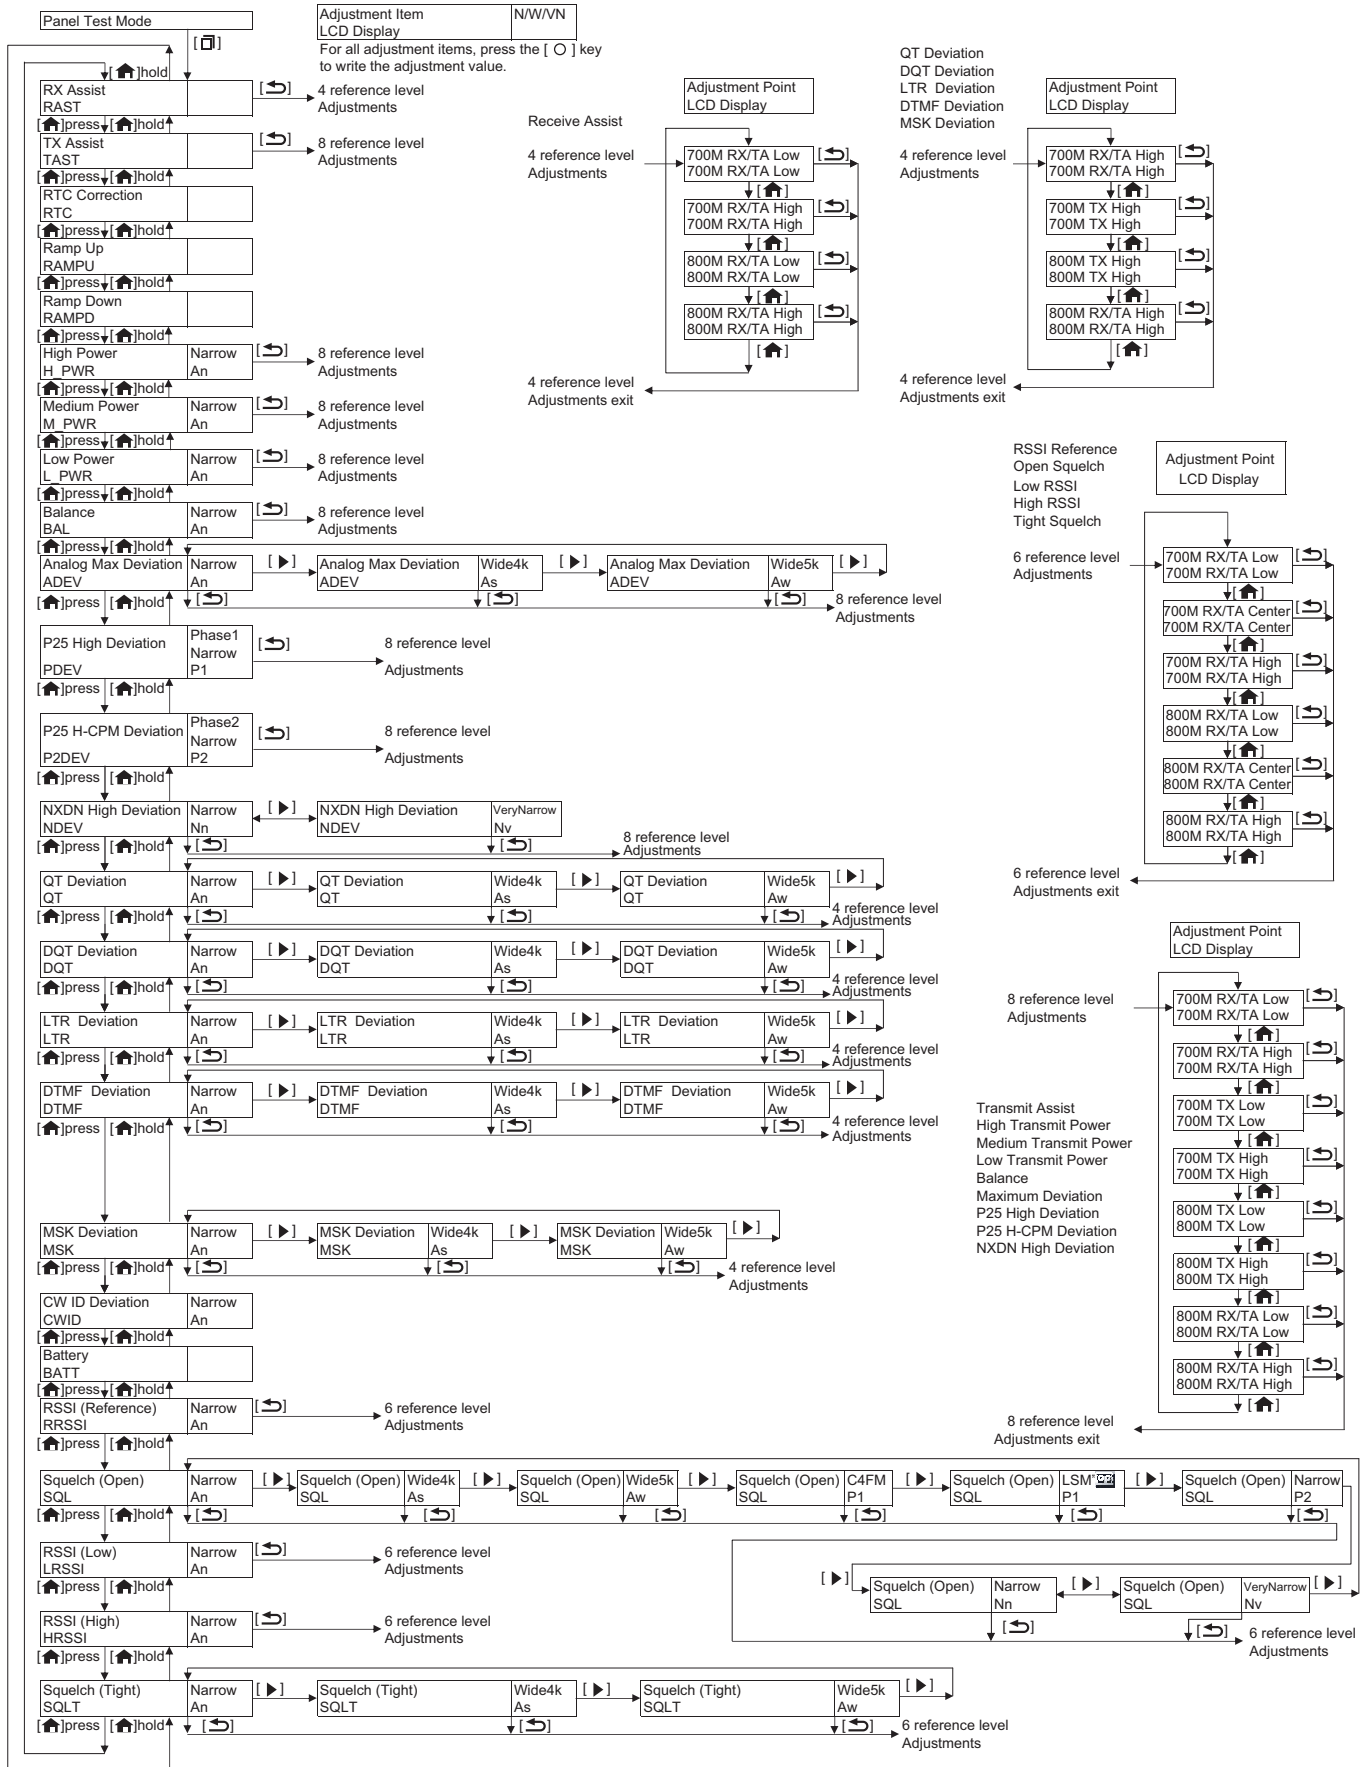 Panel Test Mode
Adjustment Item N/W/VN
LCD Display
For all adjustment items, press the [ ○ ] key
to write the adjustment value.
[ ]
[ ]hold
RX Assist
RAST
[ ]
4 reference level
Adjustments
[ ]press [ ]hold
TX Assist
TAST
[ ]
8 reference level
Adjustments
[ ]press [ ]hold
RTC Correction
RTC
[ ]press [ ]hold
Ramp Up
RAMPU
[ ]press [ ]hold
Ramp Down
RAMPD
[ ]press [ ]hold
High Power Narrow
H_PWR An
[ ]
8 reference level
Adjustments
[ ]press [ ]hold
Medium Power Narrow
M_PWR An
[ ]
8 reference level
Adjustments
[ ]press [ ]hold
Low Power Narrow
L_PWR An
[ ]
8 reference level
Adjustments
[ ]press [ ]hold
Balance Narrow
BAL An
[ ]
8 reference level
Adjustments
[ ]press [ ]hold
Analog Max Deviation Narrow [ ▶ ] Analog Max Deviation Wide4k [ ▶ ] Analog Max Deviation Wide5k [ ▶ ]
ADEV An ADEV As ADEV Aw
[ ]press [ ]hold [ ] [ ] [ ]
8 reference level
Adjustments
P25 High Deviation Phase1
Narrow
PDEV P1
[ ]
8 reference level
Adjustments
[ ]press [ ]hold
P25 H-CPM Deviation Phase2
Narrow
P2DEV P2
[ ]
8 reference level
Adjustments
[ ]press [ ]hold
NXDN High Deviation Narrow [ ▶ ] NXDN High Deviation VeryNarrow
NDEV Nn NDEV Nv
[ ]press [ ]hold [ ] [ ]
8 reference level
Adjustments
QT Deviation Narrow [ ▶ ] QT Deviation Wide4k [ ▶ ] QT Deviation Wide5k [ ▶ ]
QT An QT As QT Aw
[ ]press [ ]hold [ ] [ ] [ ]
4 reference level
Adjustments
DQT Deviation Narrow [ ▶ ] DQT Deviation Wide4k [ ▶ ] DQT Deviation Wide5k [ ▶ ]
DQT An DQT As DQT Aw
[ ]press [ ]hold [ ] [ ] [ ]
4 reference level
Adjustments
LTR Deviation Narrow [ ▶ ] LTR Deviation Wide4k [ ▶ ] LTR Deviation Wide5k [ ▶ ]
LTR An LTR As LTR Aw
[ ]press [ ]hold [ ] [ ] [ ]
4 reference level
Adjustments
DTMF Deviation Narrow [ ▶ ] DTMF Deviation Wide4k [ ▶ ] DTMF Deviation Wide5k [ ▶ ]
DTMF An DTMF As DTMF Aw
[ ]press [ ]hold [ ] [ ] [ ]
4 reference level
Adjustments
MSK Deviation Narrow [ ▶ ] MSK Deviation Wide4k [ ▶ ] MSK Deviation Wide5k [ ▶ ]
MSK An MSK As MSK Aw
[ ]press [ ]hold [ ] [ ] [ ]
4 reference level
Adjustments
CW ID Deviation Narrow
CWID An
[ ]press [ ]hold
Battery
BATT
[ ]press [ ]hold
RSSI (Reference) Narrow
RRSSI An
[ ]
6 reference level
Adjustments
[ ]press [ ]hold
Squelch (Open) Narrow [ ▶ ] Squelch (Open) Wide4k [ ▶ ] Squelch (Open) Wide5k [ ▶ ] Squelch (Open) C4FM [ ▶ ] Squelch (Open) LSM [ ▶ ] Squelch (Open) Narrow
SQL An SQL As SQL Aw SQL P1 SQL P1 SQL P2
[ ]press [ ]hold [ ] [ ] [ ] [ ] [ ] [ ]
[ ▶ ] Squelch (Open) Narrow [ ▶ ] Squelch (Open) VeryNarrow [ ▶ ]
SQL Nn SQL Nv
[ ] [ ]
6 reference level
Adjustments
RSSI (Low) Narrow
LRSSI An
[ ]
6 reference level
Adjustments
[ ]press [ ]hold
RSSI (High) Narrow
HRSSI An
[ ]
6 reference level
Adjustments
[ ]press [ ]hold
Squelch (Tight) Narrow [ ▶ ] Squelch (Tight) Wide4k [ ▶ ] Squelch (Tight) Wide5k [ ▶ ]
SQLT An SQLT As SQLT Aw
[ ]press [ ]hold [ ] [ ] [ ]
6 reference level
Adjustments
Adjustment Point
LCD Display
Receive Assist
4 reference level
Adjustments
700M RX/TA Low [ ]
700M RX/TA Low
[ ]
700M RX/TA High [ ]
700M RX/TA High
[ ]
800M RX/TA Low [ ]
800M RX/TA Low
[ ]
800M RX/TA High [ ]
800M RX/TA High
[ ]
4 reference level
Adjustments exit
QT Deviation
DQT Deviation
LTR Deviation
DTMF Deviation
MSK Deviation
Adjustment Point
LCD Display
4 reference level
Adjustments
700M RX/TA High [ ]
700M RX/TA High
[ ]
700M TX High [ ]
700M TX High
[ ]
800M TX High [ ]
800M TX High
[ ]
800M RX/TA High [ ]
800M RX/TA High
[ ]
4 reference level
Adjustments exit
RSSI Reference
Open Squelch
Low RSSI
High RSSI
Tight Squelch
Adjustment Point
LCD Display
6 reference level
Adjustments
700M RX/TA Low [ ]
700M RX/TA Low
[ ]
700M RX/TA Center [ ]
700M RX/TA Center
[ ]
700M RX/TA High [ ]
700M RX/TA High
[ ]
800M RX/TA Low [ ]
800M RX/TA Low
[ ]
800M RX/TA Center [ ]
800M RX/TA Center
[ ]
800M RX/TA High [ ]
800M RX/TA High
[ ]
6 reference level
Adjustments exit
Adjustment Point
LCD Display
8 reference level
Adjustments
Transmit Assist
High Transmit Power
Medium Transmit Power
Low Transmit Power
Balance
Maximum Deviation
P25 High Deviation
P25 H-CPM Deviation
NXDN High Deviation
700M RX/TA Low [ ]
700M RX/TA Low
[ ]
700M RX/TA High [ ]
700M RX/TA High
[ ]
700M TX Low [ ]
700M TX Low
[ ]
700M TX High [ ]
700M TX High
[ ]
800M TX Low [ ]
800M TX Low
[ ]
800M TX High [ ]
800M TX High
[ ]
800M RX/TA Low [ ]
800M RX/TA Low
[ ]
800M RX/TA High [ ]
800M RX/TA High
[ ]
8 reference level
Adjustments exit